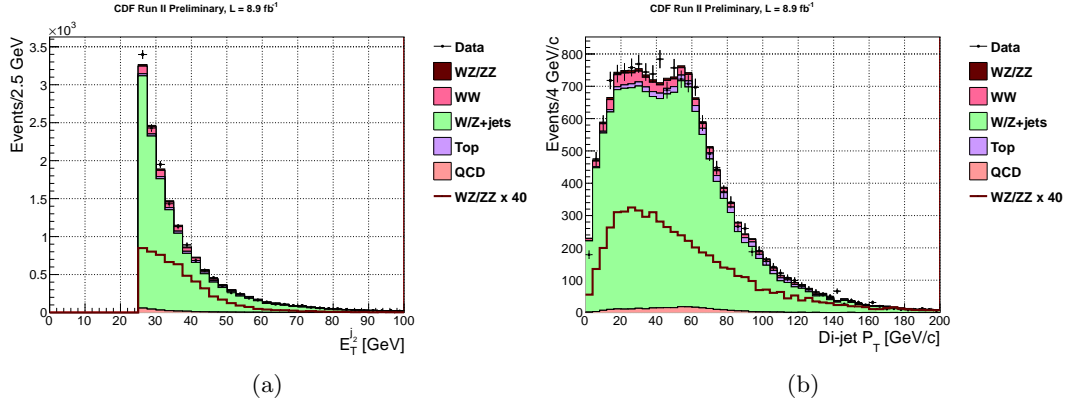 CDF Run II Preliminary, L = 8.9 fb⁻¹
×10³
3.5
3
2.5
2
1.5
1
0.5
0
0 10 20 30 40 50 60 70 80 90 100
Events/2.5 GeV
E_T^{j_2} [GeV]
Data
WZ/ZZ
WW
W/Z+jets
Top
QCD
WZ/ZZ x 40
(a)
CDF Run II Preliminary, L = 8.9 fb⁻¹
800
700
600
500
400
300
200
100
0
0 20 40 60 80 100 120 140 160 180 200
Events/4 GeV/c
Di-jet P_T [GeV/c]
Data
WZ/ZZ
WW
W/Z+jets
Top
QCD
WZ/ZZ x 40
(b)